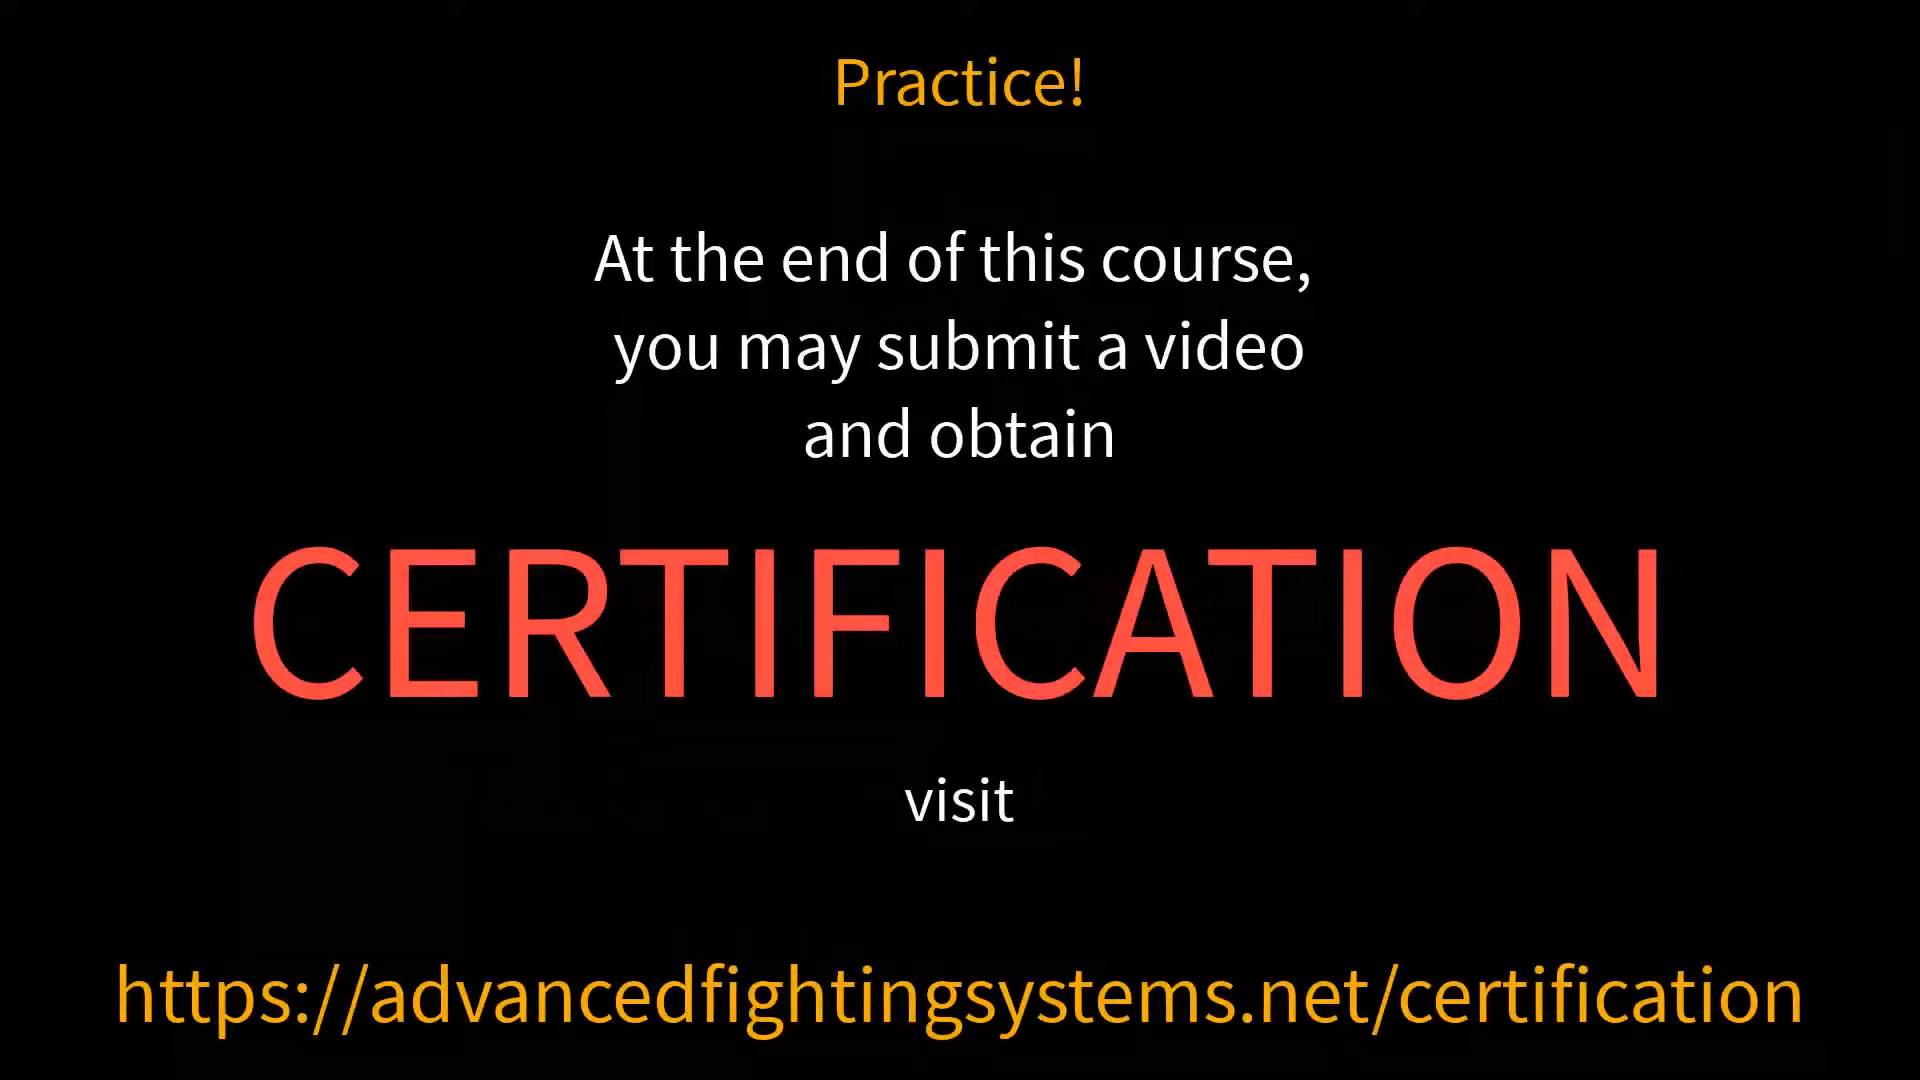 Practice!
At the end of this course,
you may submit a video
and obtain
CERTIFICATION
visit
https://advancedfightingsystems.net/certification